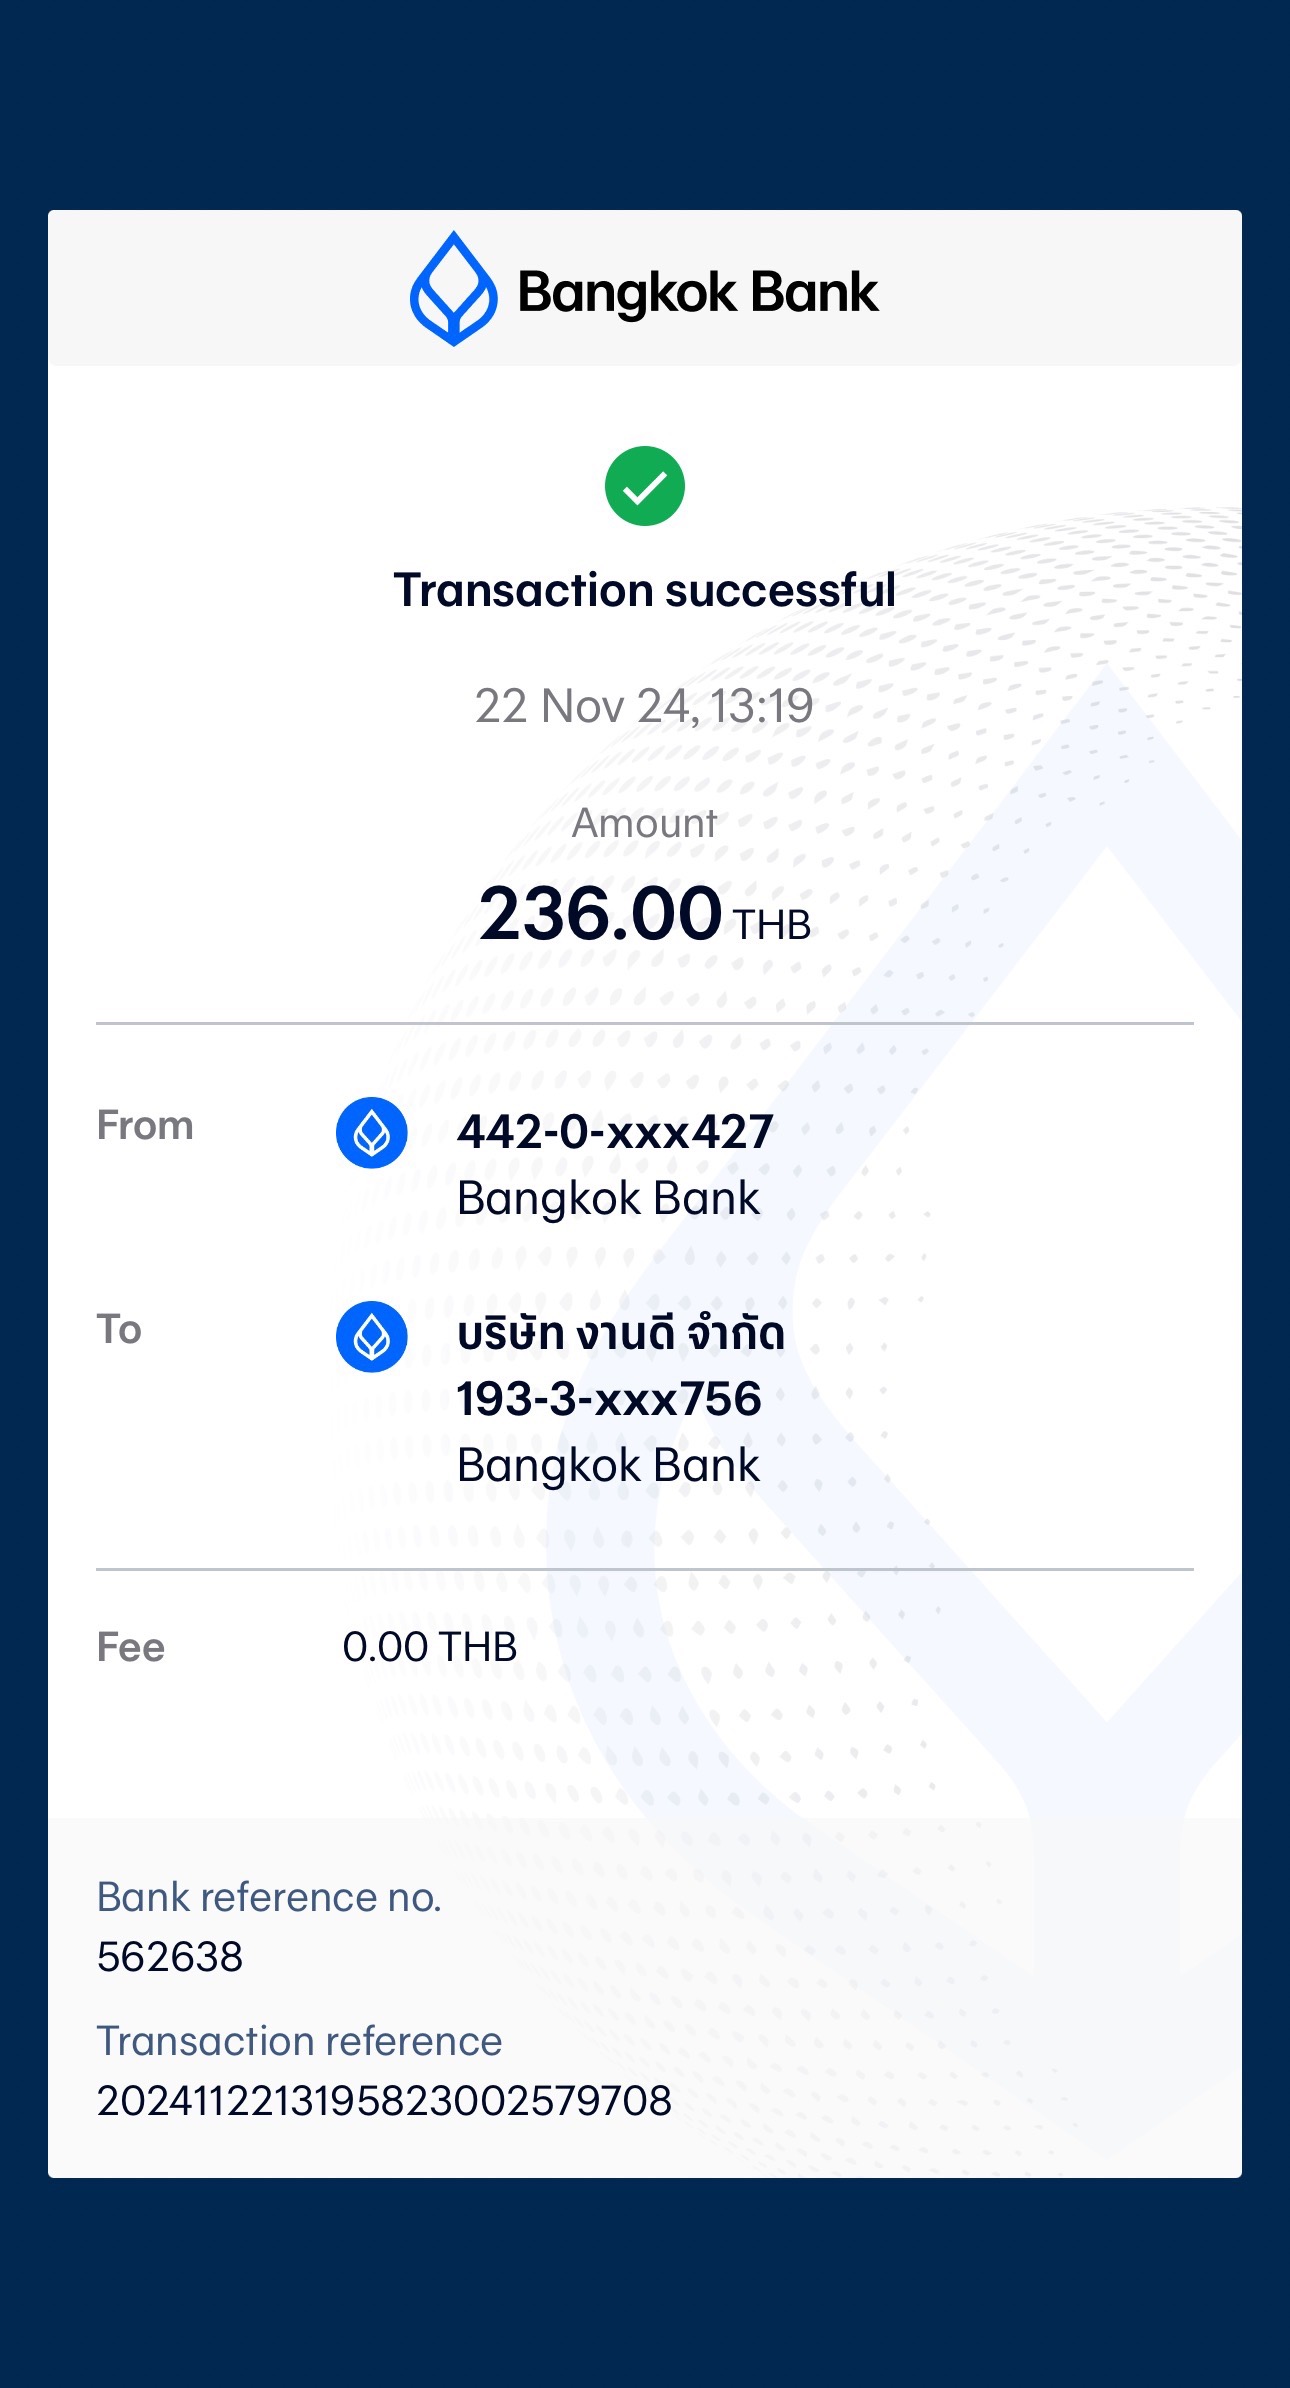 Bangkok Bank
Transaction successful
22 Nov 24, 13:19
Amount
236.00 THB
From
442-0-xxx427
Bangkok Bank
To
บริษัท งานดี จำกัด
193-3-xxx756
Bangkok Bank
Fee
0.00 THB
Bank reference no.
562638
Transaction reference
2024112213195823002579708